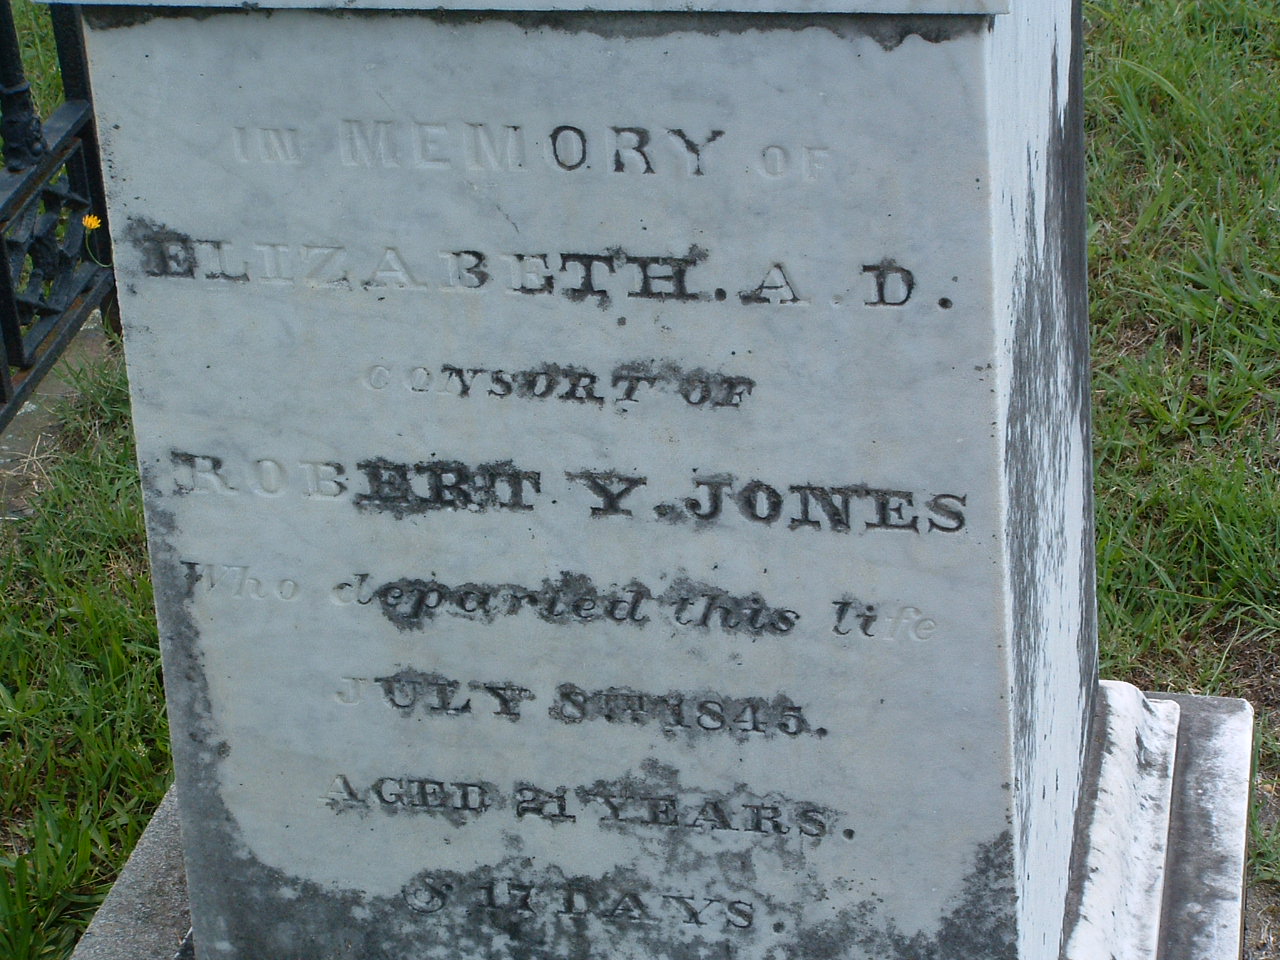 IN MEMORY OF
ELIZABETH. A. D.
CONSORT OF
ROBERT Y. JONES
Who departed this life
JULY 8TH 1845.
AGED 21 YEARS.
& 17 DAYS.